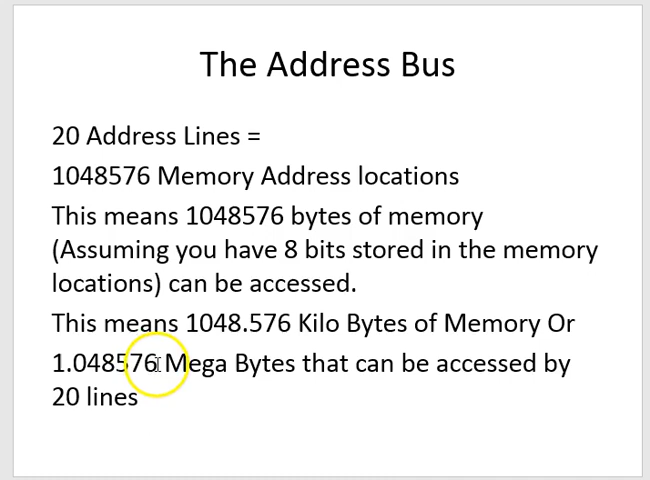 The Address Bus
20 Address Lines =
1048576 Memory Address locations
This means 1048576 bytes of memory
(Assuming you have 8 bits stored in the memory
locations) can be accessed.
This means 1048.576 Kilo Bytes of Memory Or
1.048576 Mega Bytes that can be accessed by
20 lines